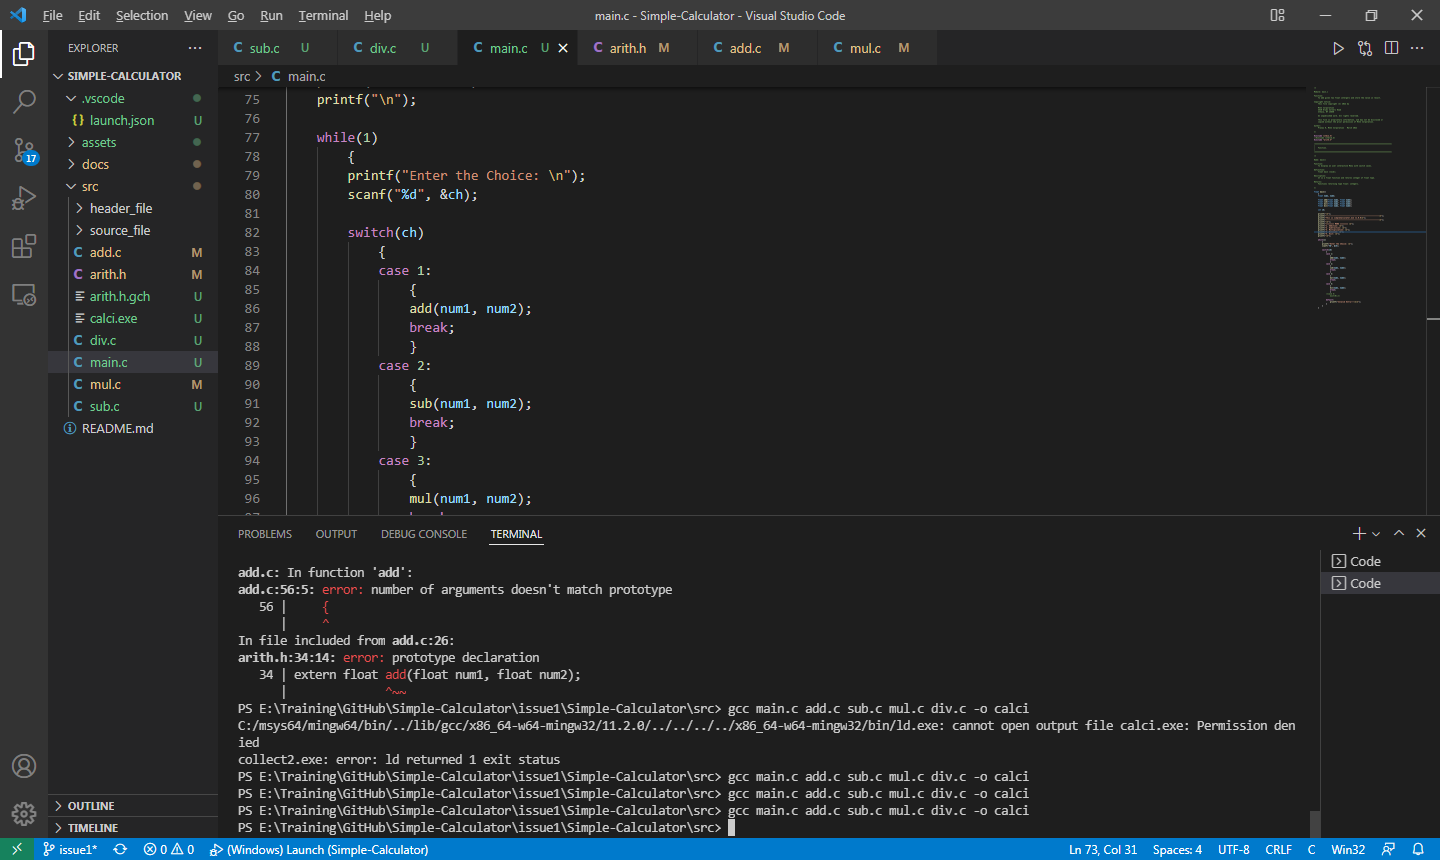 File Edit Selection View Go Run Terminal Help
main.c - Simple-Calculator - Visual Studio Code
EXPLORER
SIMPLE-CALCULATOR
.vscode
launch.json U
assets
docs
src
header_file
source_file
add.c M
arith.h M
arith.h.gch U
calci.exe U
div.c U
main.c U
mul.c M
sub.c U
README.md
OUTLINE
TIMELINE
17
sub.c U div.c U main.c U arith.h M add.c M mul.c M
src > main.c
75 printf("\n");
76
77 while(1)
78 {
79 printf("Enter the Choice: \n");
80 scanf("%d", &ch);
81
82 switch(ch)
83 {
84 case 1:
85 {
86 add(num1, num2);
87 break;
88 }
89 case 2:
90 {
91 sub(num1, num2);
92 break;
93 }
94 case 3:
95 {
96 mul(num1, num2);
PROBLEMS OUTPUT DEBUG CONSOLE TERMINAL
Code
Code
add.c: In function 'add':
add.c:56:5: error: number of arguments doesn't match prototype
56 | {
| ^
In file included from add.c:26:
arith.h:34:14: error: prototype declaration
34 | extern float add(float num1, float num2);
| ^~~
PS E:\Training\GitHub\Simple-Calculator\issue1\Simple-Calculator\src> gcc main.c add.c sub.c mul.c div.c -o calci
C:/msys64/mingw64/bin/../lib/gcc/x86_64-w64-mingw32/11.2.0/../../../../x86_64-w64-mingw32/bin/ld.exe: cannot open output file calci.exe: Permission den
ied
collect2.exe: error: ld returned 1 exit status
PS E:\Training\GitHub\Simple-Calculator\issue1\Simple-Calculator\src> gcc main.c add.c sub.c mul.c div.c -o calci
PS E:\Training\GitHub\Simple-Calculator\issue1\Simple-Calculator\src> gcc main.c add.c sub.c mul.c div.c -o calci
PS E:\Training\GitHub\Simple-Calculator\issue1\Simple-Calculator\src> gcc main.c add.c sub.c mul.c div.c -o calci
PS E:\Training\GitHub\Simple-Calculator\issue1\Simple-Calculator\src>
issue1* 0 0 (Windows) Launch (Simple-Calculator) Ln 73, Col 31 Spaces: 4 UTF-8 CRLF C Win32